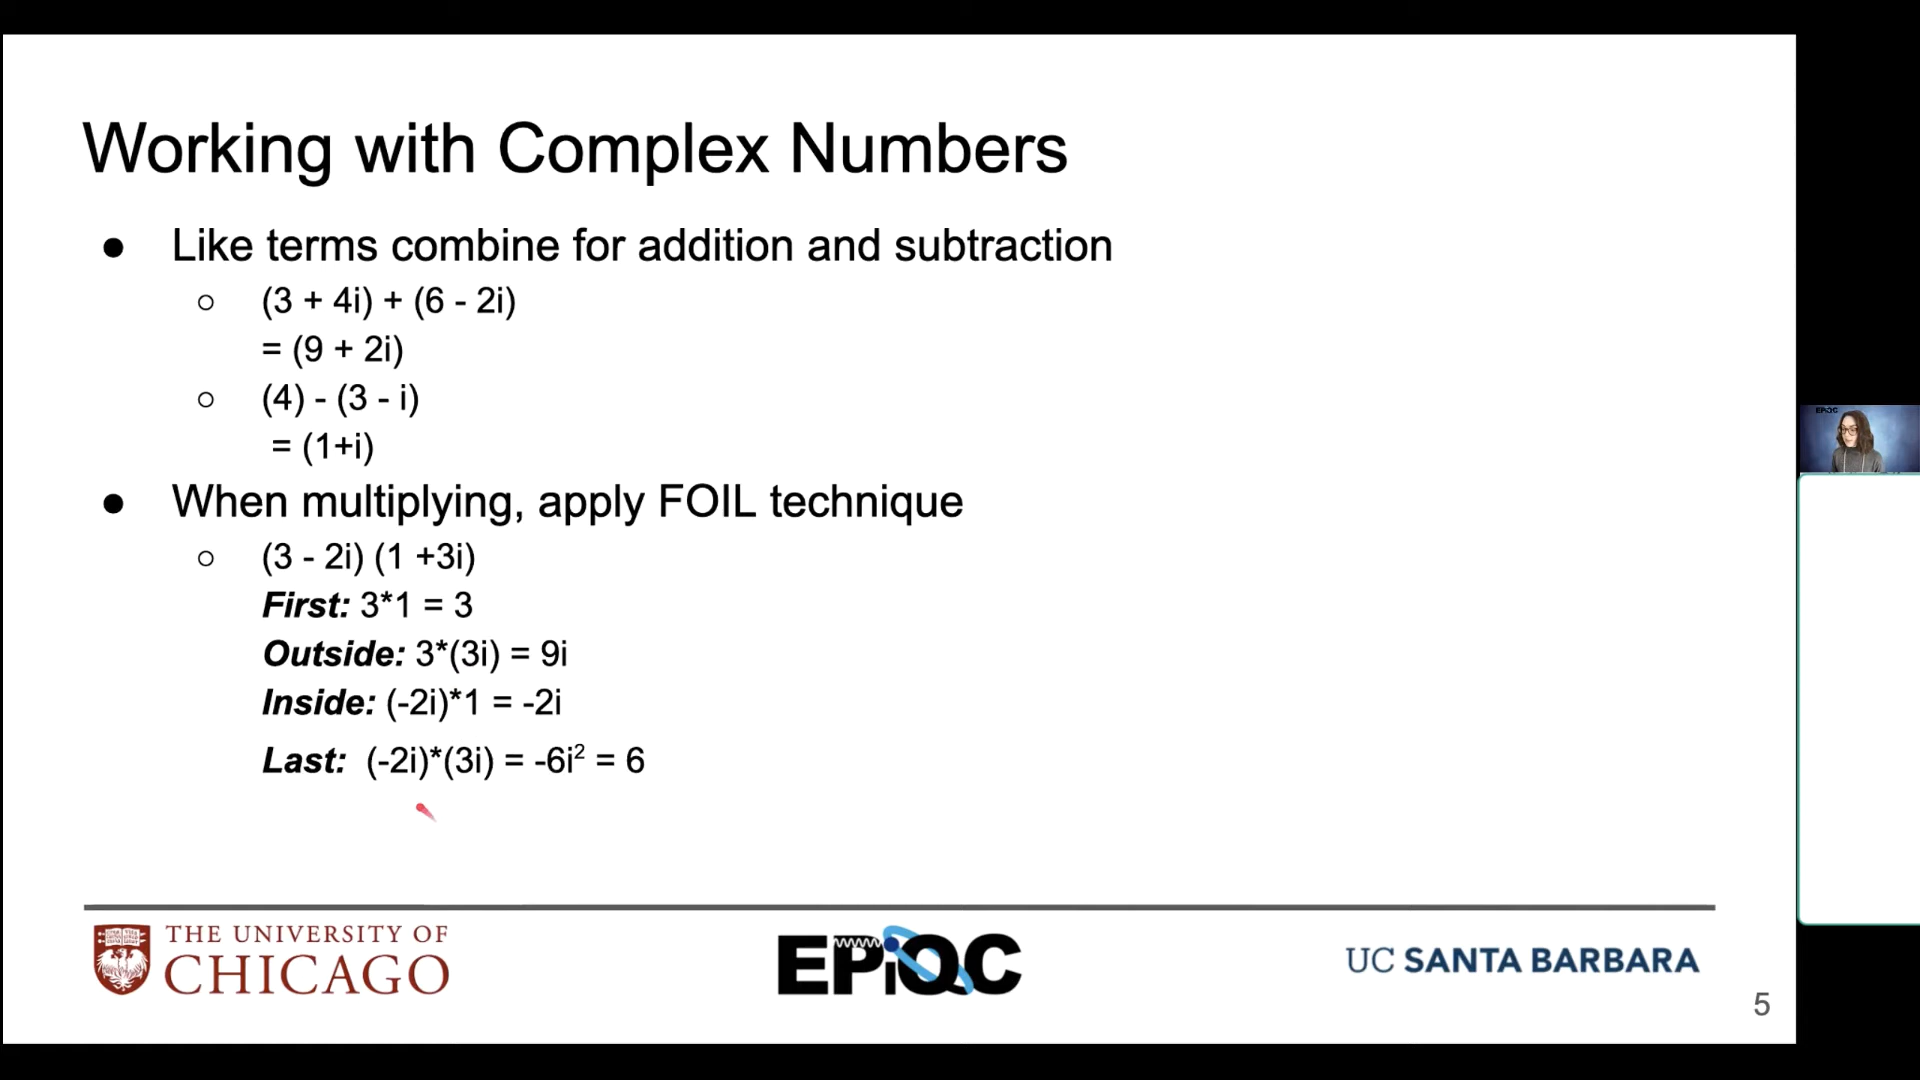 Working with Complex Numbers
● Like terms combine for addition and subtraction
○ (3 + 4i) + (6 - 2i)
= (9 + 2i)
○ (4) - (3 - i)
= (1+i)
● When multiplying, apply FOIL technique
○ (3 - 2i) (1 +3i)
First: 3*1 = 3
Outside: 3*(3i) = 9i
Inside: (-2i)*1 = -2i
Last: (-2i)*(3i) = -6i² = 6
THE UNIVERSITY OF
CHICAGO
EPiQC
UC SANTA BARBARA
5
EPiQC